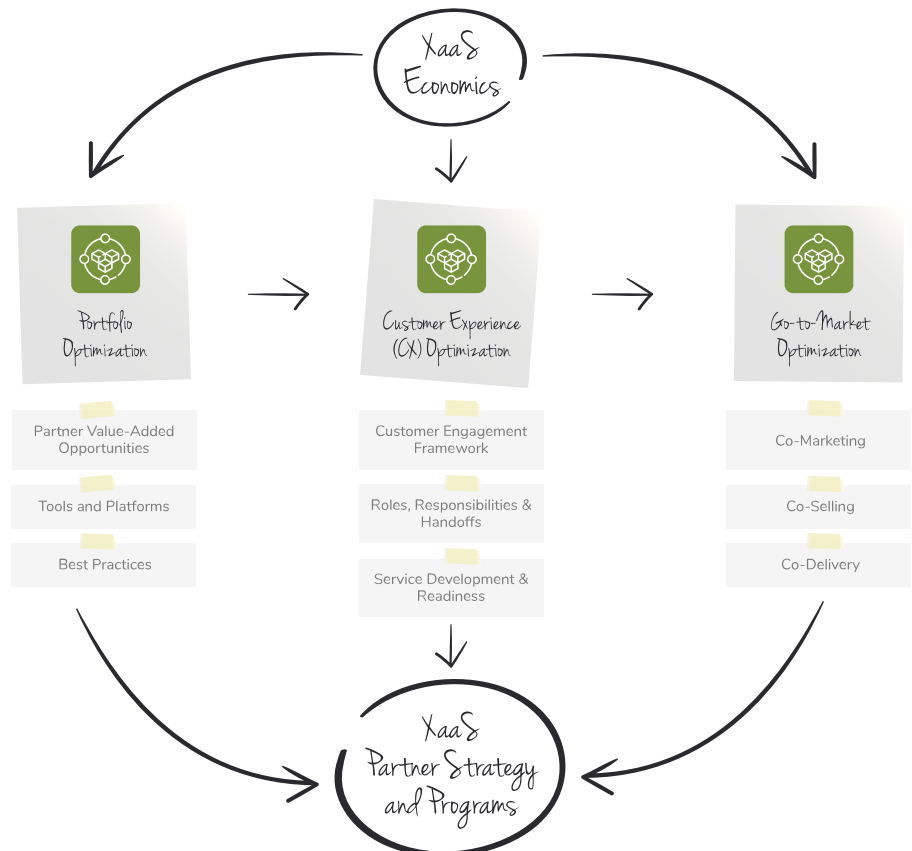 XaaS
Economics
Portfolio
Optimization
Customer Experience
(CX) Optimization
Go-to-Market
Optimization
Partner Value-Added
Opportunities
Tools and Platforms
Best Practices
Customer Engagement
Framework
Roles, Responsibilities &
Handoffs
Service Development &
Readiness
Co-Marketing
Co-Selling
Co-Delivery
XaaS
Partner Strategy
and Programs